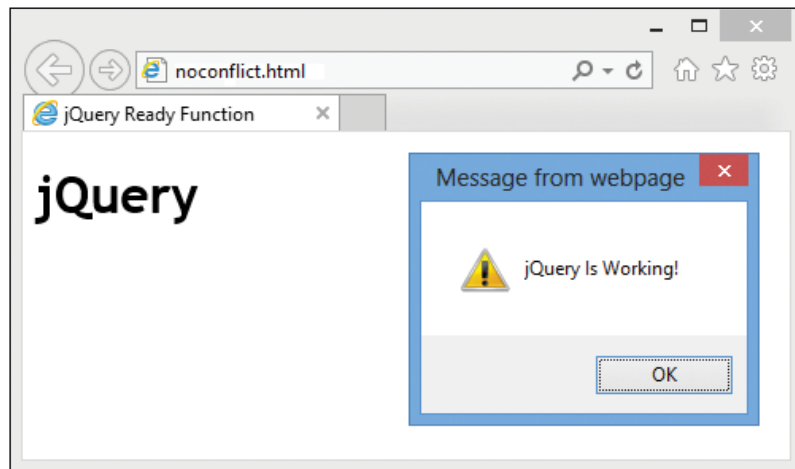 noconflict.html
jQuery Ready Function
jQuery
Message from webpage
jQuery Is Working!
OK